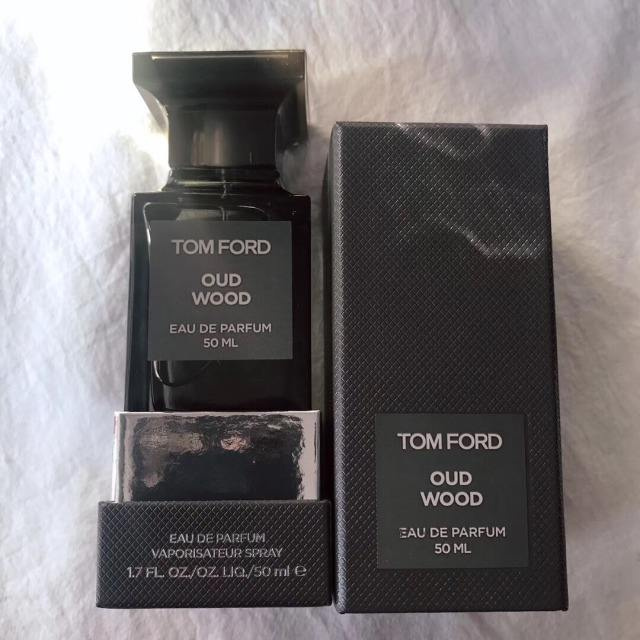 TOM FORD
OUD
WOOD
EAU DE PARFUM
50 ML
EAU DE PARFUM
VAPORISATEUR SPRAY
1.7 FL. OZ./OZ. LIQ./50 ml ℮
TOM FORD
OUD
WOOD
EAU DE PARFUM
50 ML